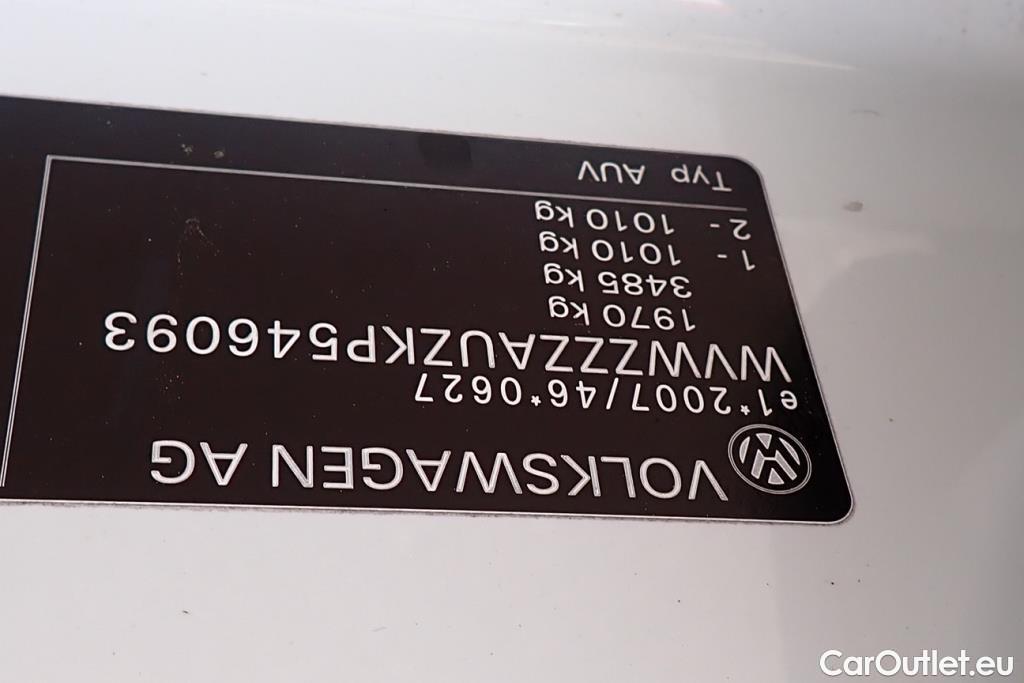 VOLKSWAGEN AG
e1*2007/46*0627
WVWZZZAUZKP546093
1970 kg
3485 kg
1 - 1010 kg
2 - 1010 kg
Typ AUV
CarOutlet.eu